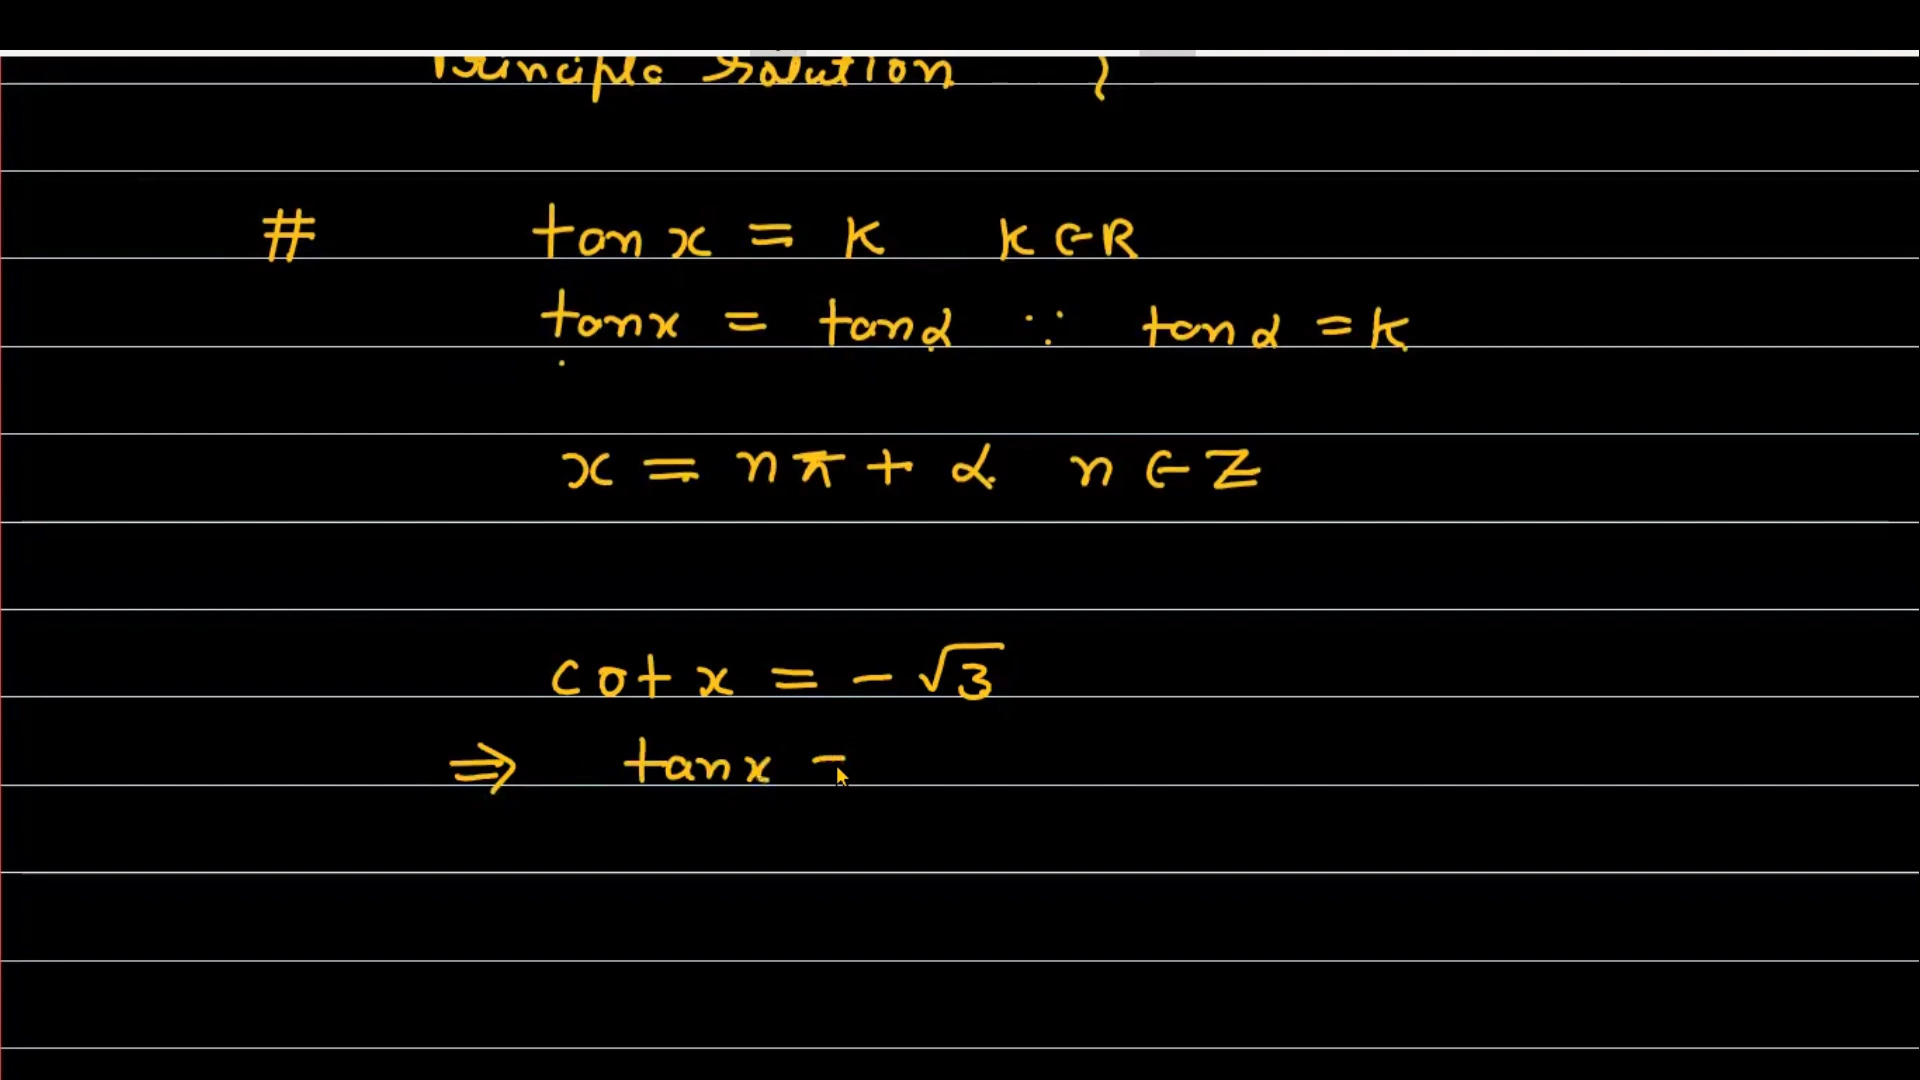 Principle Solution }
# tan x = K K ∈ R
tan x = tan α ∵ tan α = K
x = nπ + α n ∈ Z
cot x = - √3
⇒ tan x -